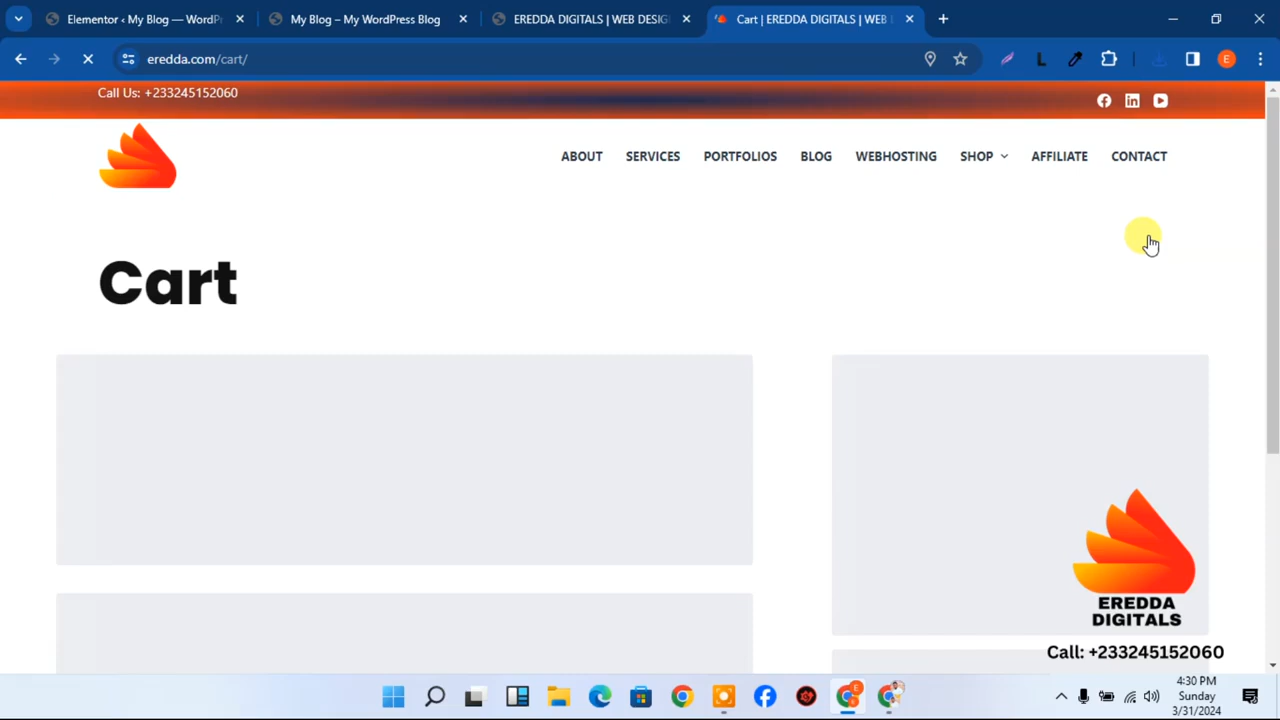 Elementor ‹ My Blog — WordPr
My Blog – My WordPress Blog
EREDDA DIGITALS | WEB DESIG
Cart | EREDDA DIGITALS | WEB
eredda.com/cart/
L
E
Call Us: +233245152060
ABOUT
SERVICES
PORTFOLIOS
BLOG
WEBHOSTING
SHOP
AFFILIATE
CONTACT
Cart
EREDDA
DIGITALS
Call: +233245152060
E
4:30 PM
Sunday
3/31/2024